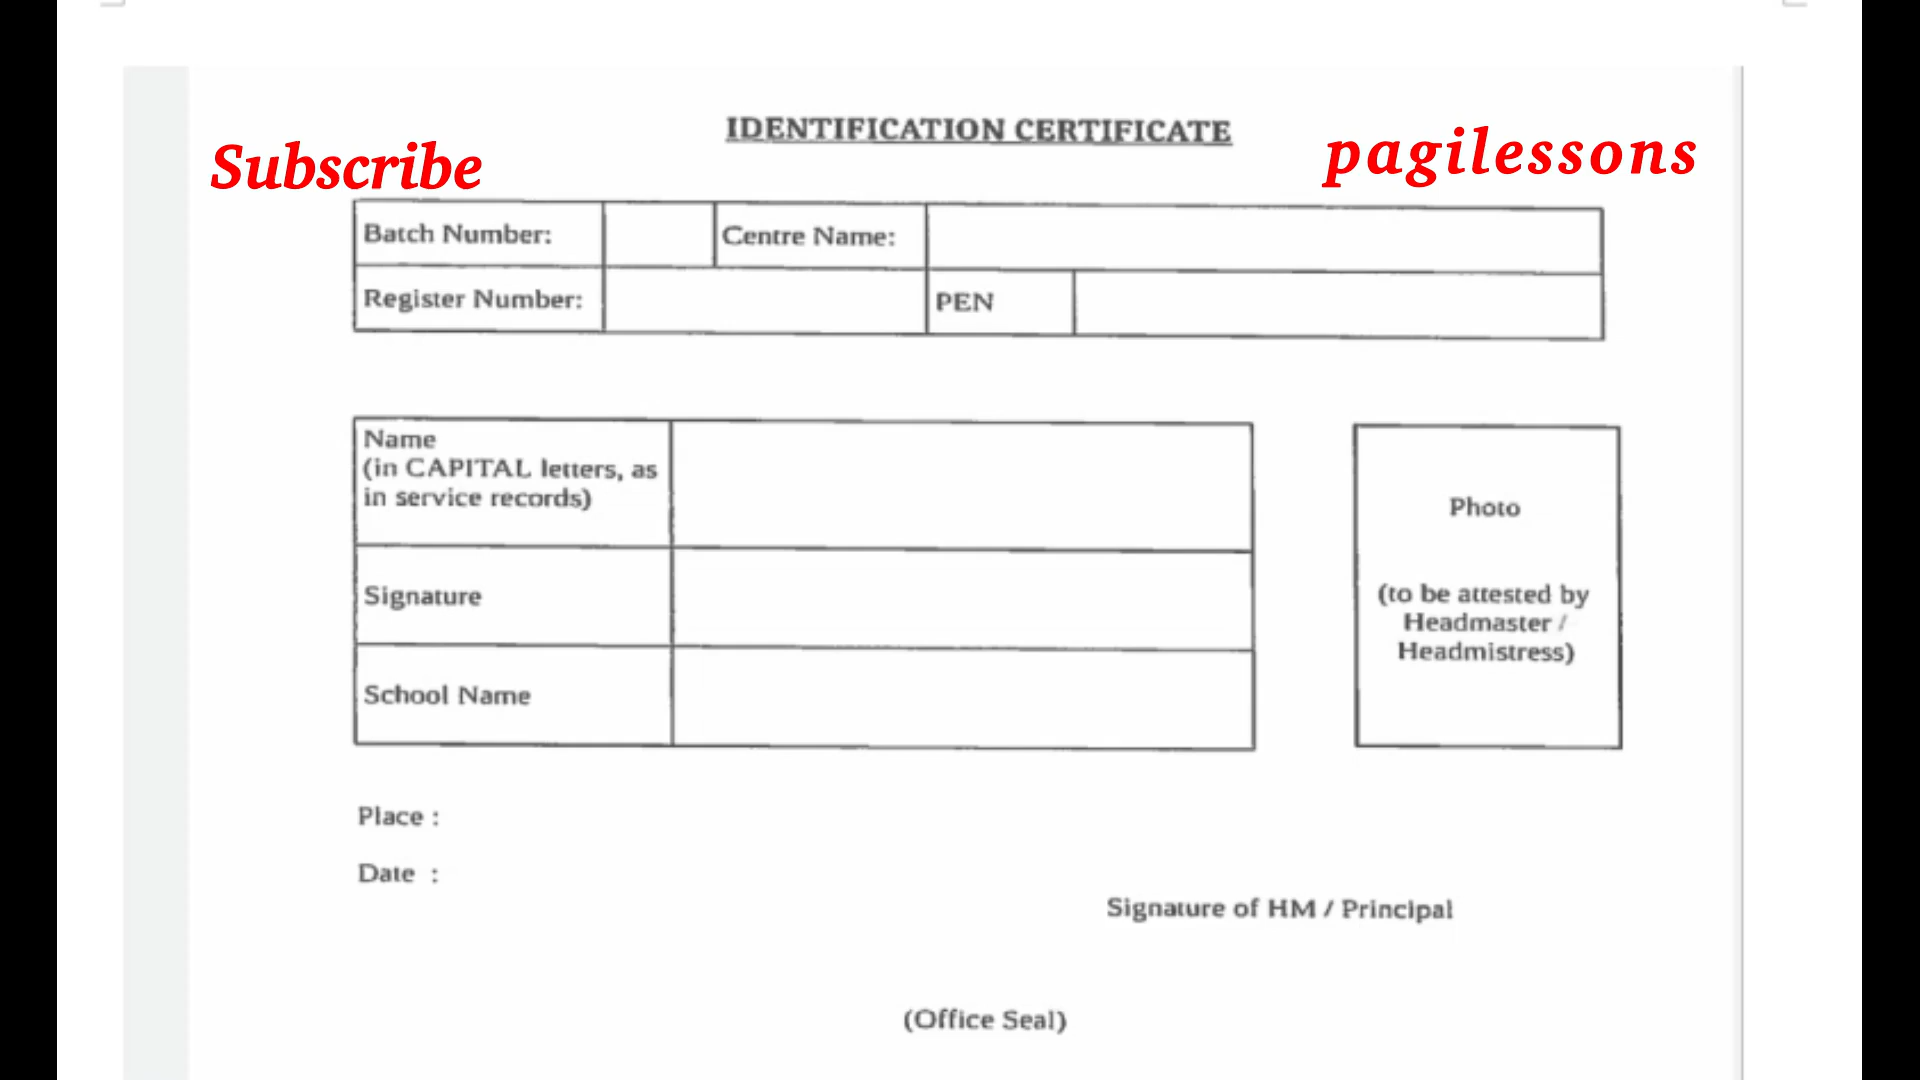 IDENTIFICATION CERTIFICATE
Subscribe
pagilessons
Batch Number:
Centre Name:
Register Number:
PEN
Name
(in CAPITAL letters, as
in service records)
Signature
School Name
Photo
(to be attested by
Headmaster /
Headmistress)
Place :
Date :
Signature of HM / Principal
(Office Seal)